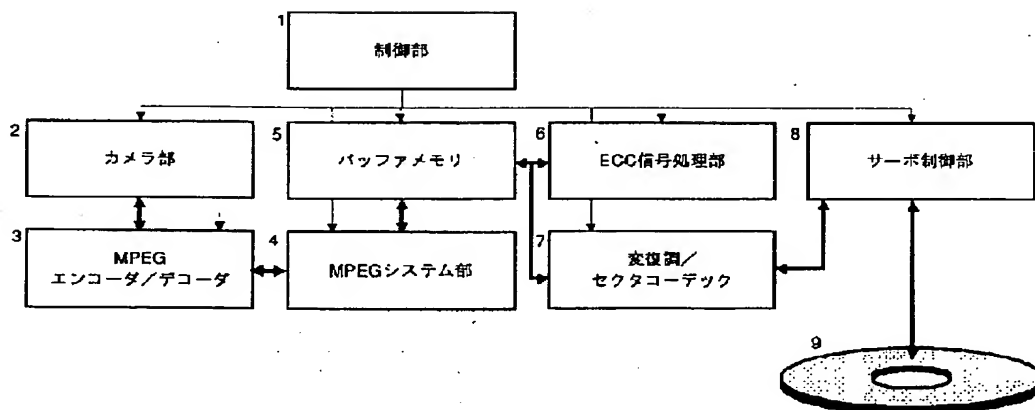 1
制御部
2
カメラ部
5
バッファメモリ
6
ECC信号処理部
8
サーボ制御部
3
MPEG
エンコーダ/デコーダ
4
MPEGシステム部
7
変復調/
セクタコーデック
9